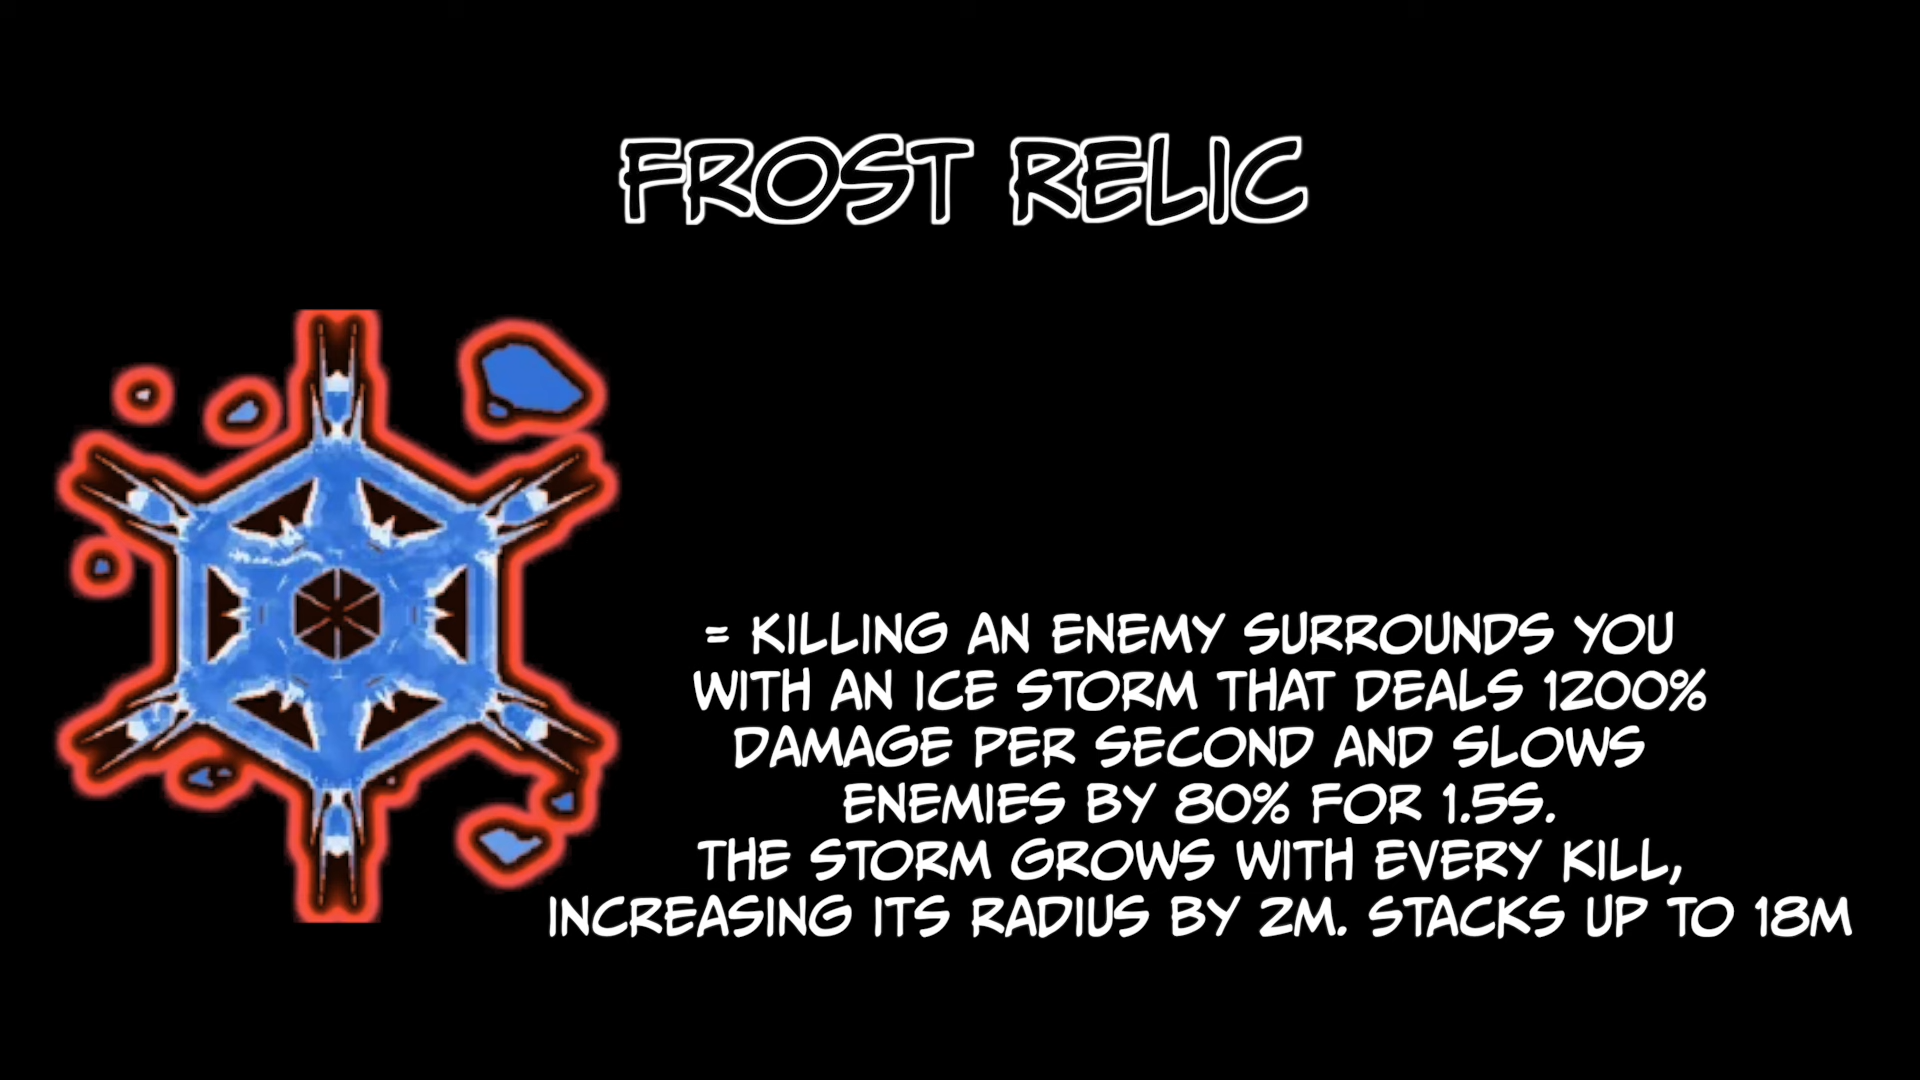 FROST RELIC
= KILLING AN ENEMY SURROUNDS YOU
WITH AN ICE STORM THAT DEALS 1200%
DAMAGE PER SECOND AND SLOWS
ENEMIES BY 80% FOR 1.5S.
THE STORM GROWS WITH EVERY KILL,
INCREASING ITS RADIUS BY 2M. STACKS UP TO 18M